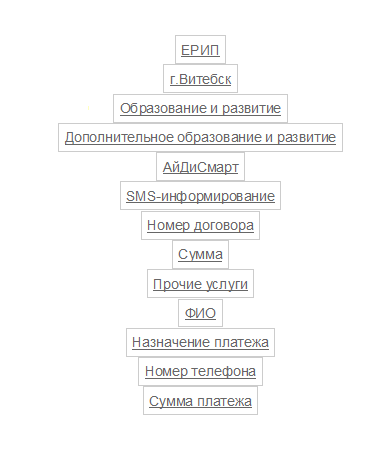 ЕРИП
г.Витебск
Образование и развитие
Дополнительное образование и развитие
АйДиСмарт
SMS-информирование
Номер договора
Сумма
Прочие услуги
ФИО
Назначение платежа
Номер телефона
Сумма платежа